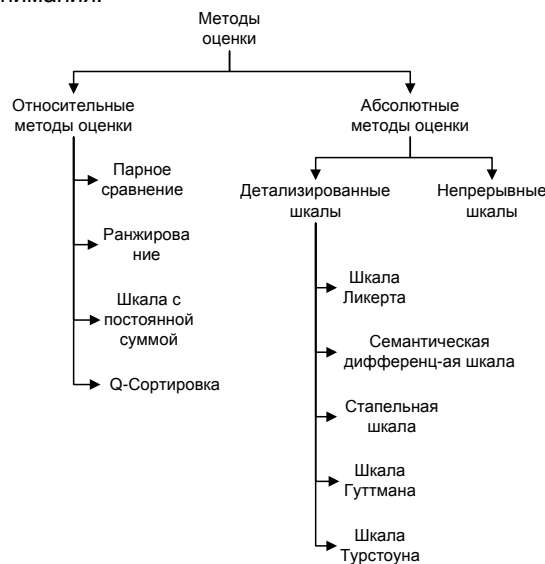 нимания.
Методы
оценки
Относительные
методы оценки
Абсолютные
методы оценки
Парное
сравнение
Ранжирова
ние
Шкала с
постоянной
суммой
Q-Сортировка
Детализированные
шкалы
Непрерывные
шкалы
Шкала
Ликерта
Семантическая
дифференц-ая шкала
Стапельная
шкала
Шкала
Гуттмана
Шкала
Турстоуна